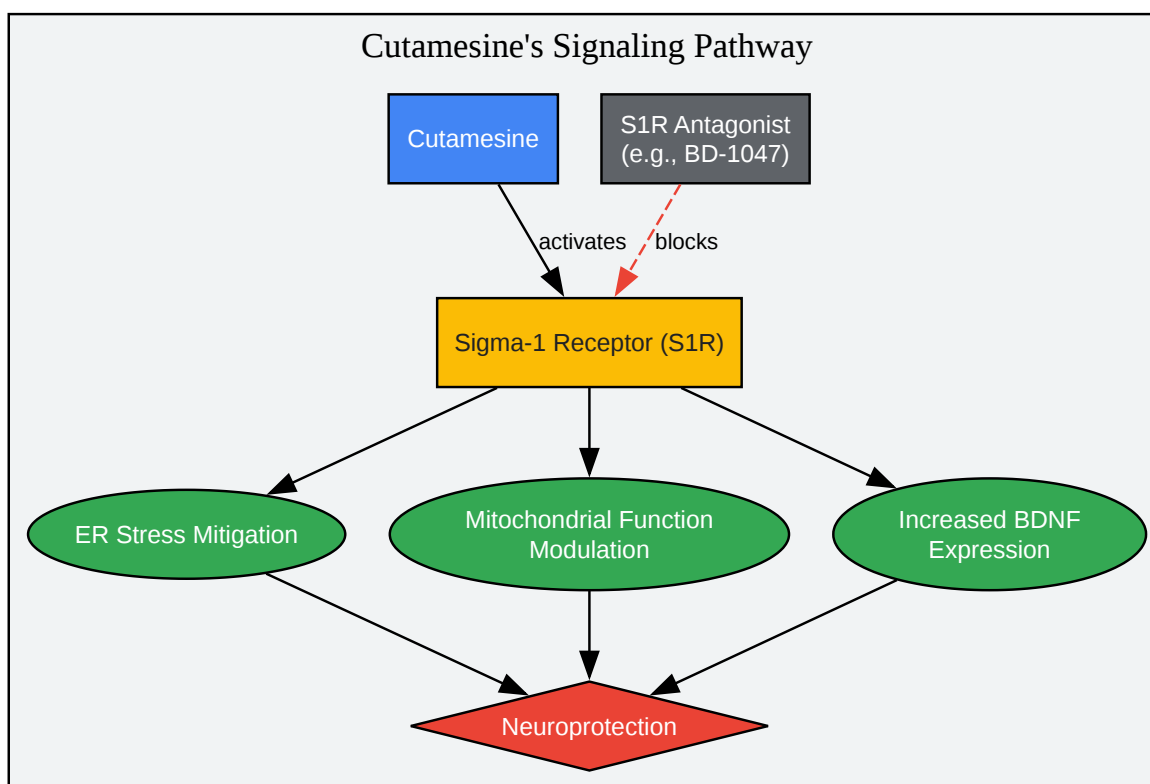 Cutamesine's Signaling Pathway
Cutamesine
S1R Antagonist
(e.g., BD-1047)
activates
blocks
Sigma-1 Receptor (S1R)
ER Stress Mitigation
Mitochondrial Function
Modulation
Increased BDNF
Expression
Neuroprotection